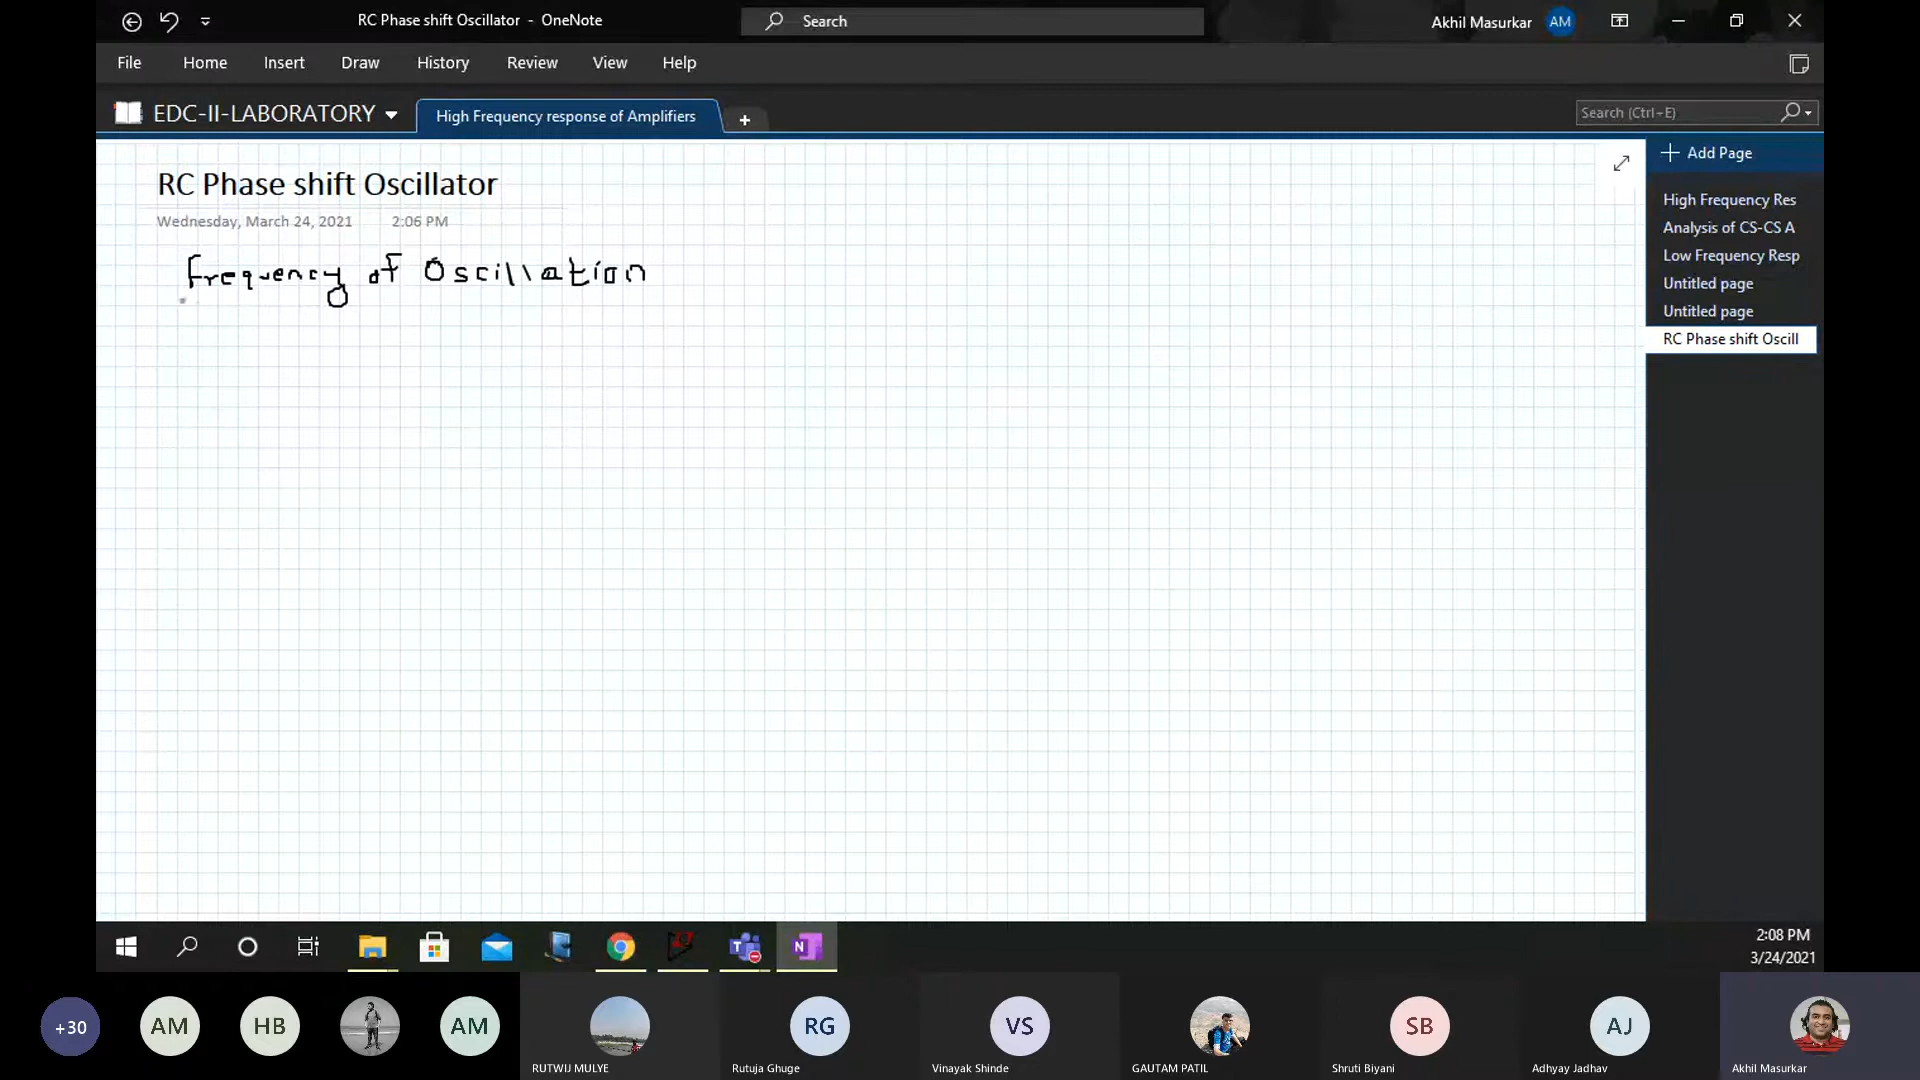 RC Phase shift Oscillator - OneNote
Search
Akhil Masurkar AM
File Home Insert Draw History Review View Help
EDC-II-LABORATORY
High Frequency response of Amplifiers
Search (Ctrl+E)
Add Page
RC Phase shift Oscillator
Wednesday, March 24, 2021 2:06 PM
Frequency of Oscillation
High Frequency Res
Analysis of CS-CS A
Low Frequency Resp
Untitled page
Untitled page
RC Phase shift Oscill
2:08 PM
3/24/2021
+30 AM HB AM RG VS SB AJ
RUTWIJ MULYE Rutuja Ghuge Vinayak Shinde GAUTAM PATIL Shruti Biyani Adhyay Jadhav Akhil Masurkar